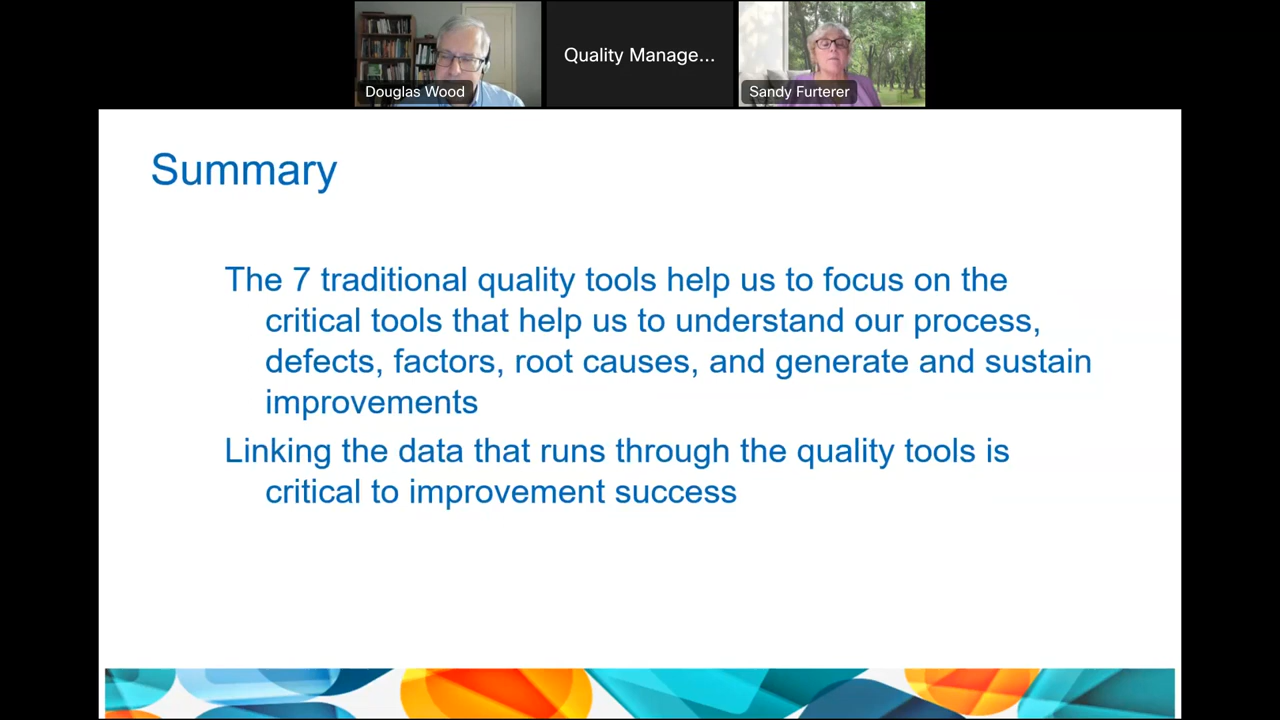 Douglas Wood
Quality Manage...
Sandy Furterer
Summary
The 7 traditional quality tools help us to focus on the
critical tools that help us to understand our process,
defects, factors, root causes, and generate and sustain
improvements
Linking the data that runs through the quality tools is
critical to improvement success